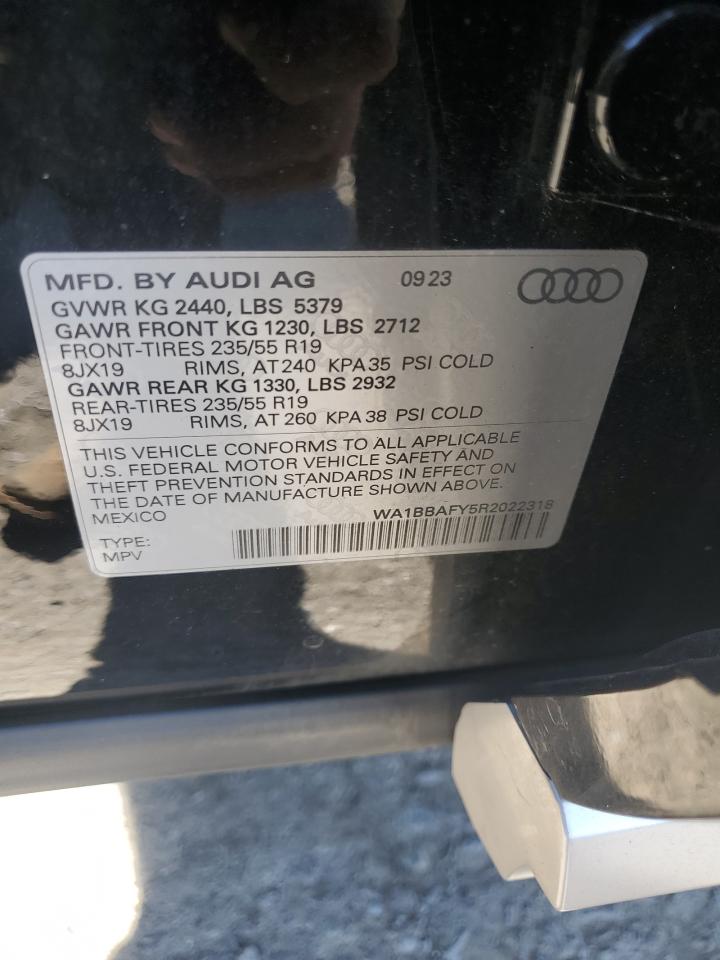 MFD. BY AUDI AG 09 23
GVWR KG 2440, LBS 5379
GAWR FRONT KG 1230, LBS 2712
FRONT-TIRES 235/55 R19
8JX19 RIMS, AT 240 KPA 35 PSI COLD
GAWR REAR KG 1330, LBS 2932
REAR-TIRES 235/55 R19
8JX19 RIMS, AT 260 KPA 38 PSI COLD
THIS VEHICLE CONFORMS TO ALL APPLICABLE
U.S. FEDERAL MOTOR VEHICLE SAFETY AND
THEFT PREVENTION STANDARDS IN EFFECT ON
THE DATE OF MANUFACTURE SHOWN ABOVE.
MEXICO WA1BBAFY5R2022318
TYPE:
MPV